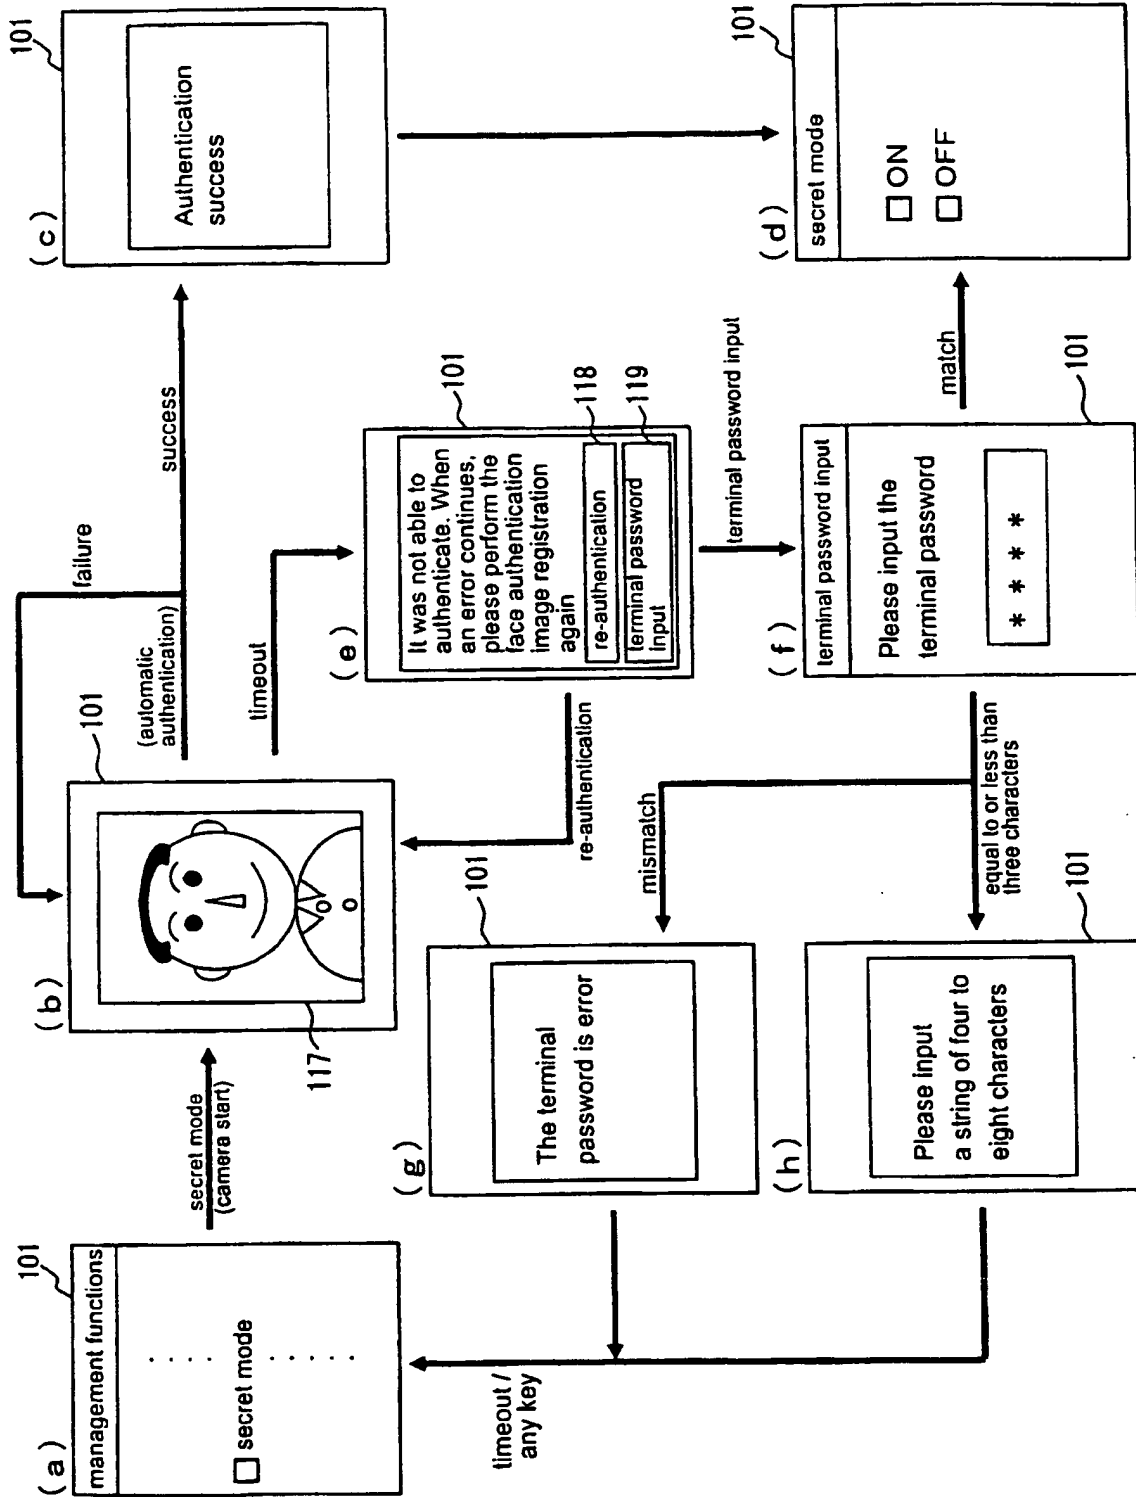 (a)
101
management functions
· · · ·
secret mode
· · · · ·
secret mode
(camera start)
(b)
101
117
(automatic
authentication)
failure
success
(c)
101
Authentication
success
timeout
(e)
101
It was not able to
authenticate. When
an error continues,
please perform the
face authentication
image registration
again
re-authentication
118
terminal password
input
119
re-authentication
terminal password input
(d)
101
secret mode
ON
OFF
(f)
101
terminal password input
Please input the
terminal password
* * * *
match
mismatch
equal to or less than
three characters
(g)
101
The terminal
password is error
(h)
101
Please input
a string of four to
eight characters
timeout /
any key